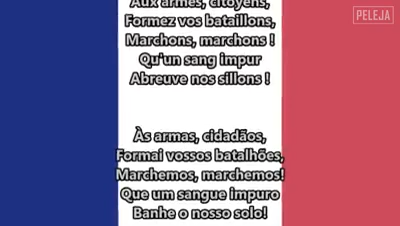 PELEJA
Aux armes, citoyens,
Formez vos bataillons,
Marchons, marchons !
Qu'un sang impur
Abreuve nos sillons !
Às armas, cidadãos,
Formai vossos batalhões,
Marchemos, marchemos!
Que um sangue impuro
Banhe o nosso solo!